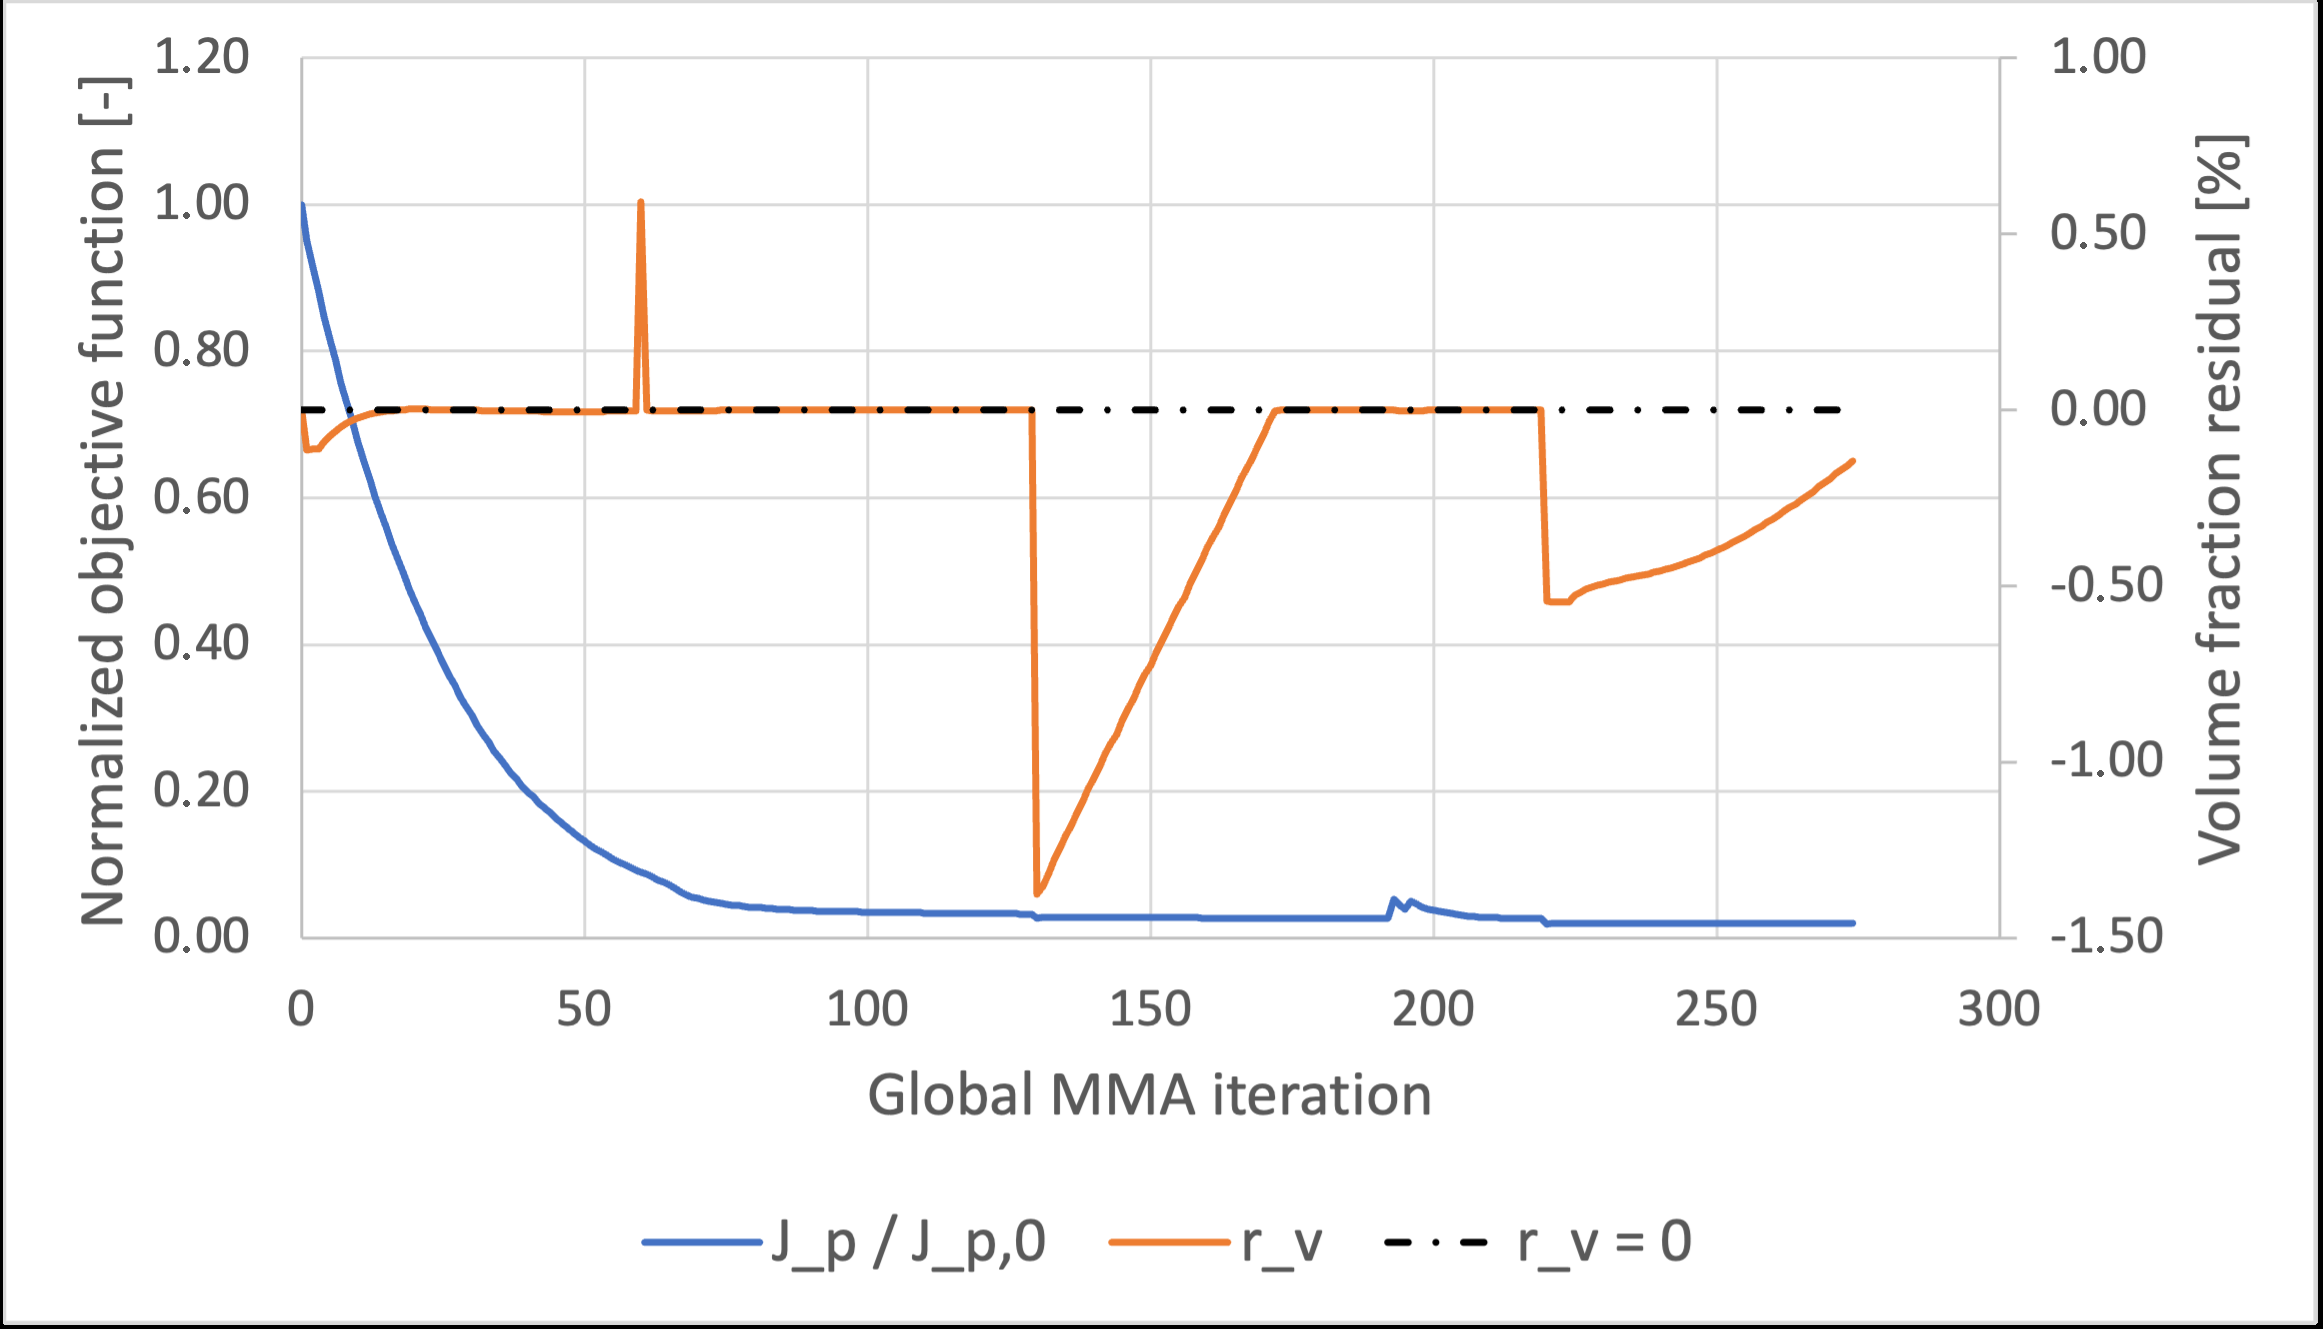 Normalized objective function [-]
1.20
1.00
0.80
0.60
0.40
0.20
0.00
1.00
0.50
0.00
-0.50
-1.00
-1.50
Volume fraction residual [%]
0 50 100 150 200 250 300
Global MMA iteration
J_p / J_p,0 r_v r_v = 0